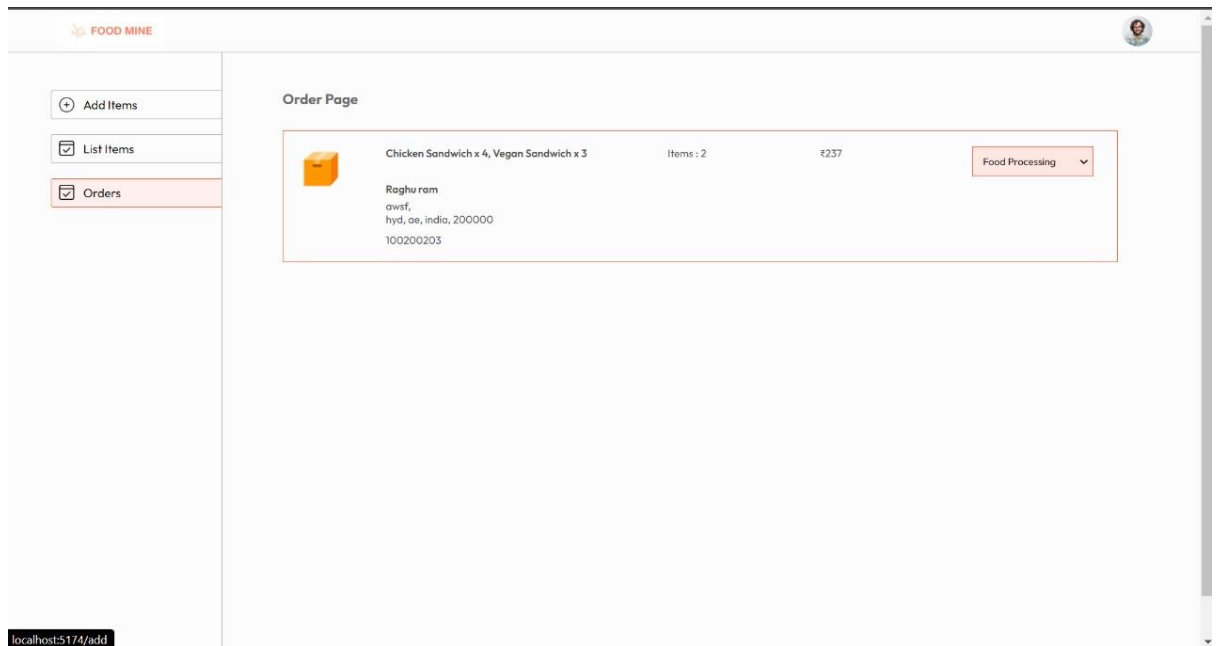 FOOD MINE
Add Items
List Items
Orders
Order Page
Chicken Sandwich x 4, Vegan Sandwich x 3
Items : 2
₹237
Food Processing
Raghu ram
awsf,
hyd, ae, india, 200000
100200203
localhost:5174/add